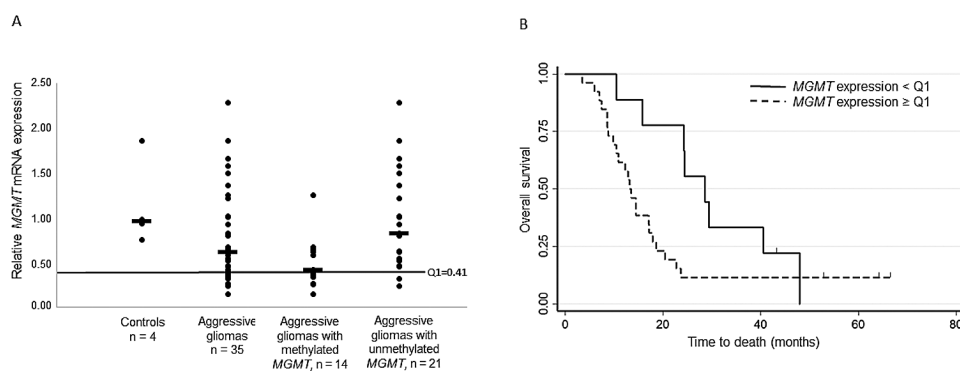 A
Relative MGMT mRNA expression
2.50
2.00
1.50
1.00
0.50
0.00
Q1=0.41
Controls
n = 4
Aggressive
gliomas
n = 35
Aggressive
gliomas with
methylated
MGMT, n = 14
Aggressive
gliomas with
unmethylated
MGMT, n = 21
B
Overall survival
1.00
0.75
0.50
0.25
0.00
MGMT expression < Q1
MGMT expression ≥ Q1
0
20
40
60
80
Time to death (months)